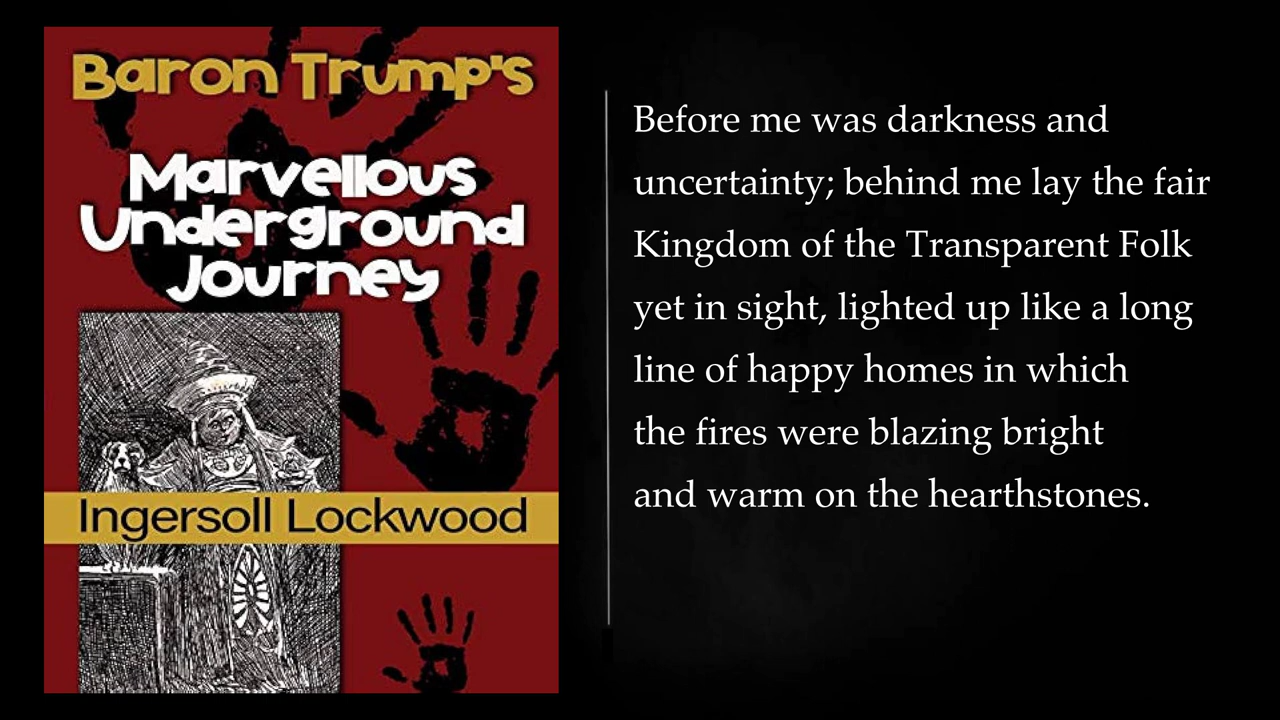 Baron Trump's
Marvellous
Underground
Journey
Ingersoll Lockwood
Before me was darkness and
uncertainty; behind me lay the fair
Kingdom of the Transparent Folk
yet in sight, lighted up like a long
line of happy homes in which
the fires were blazing bright
and warm on the hearthstones.